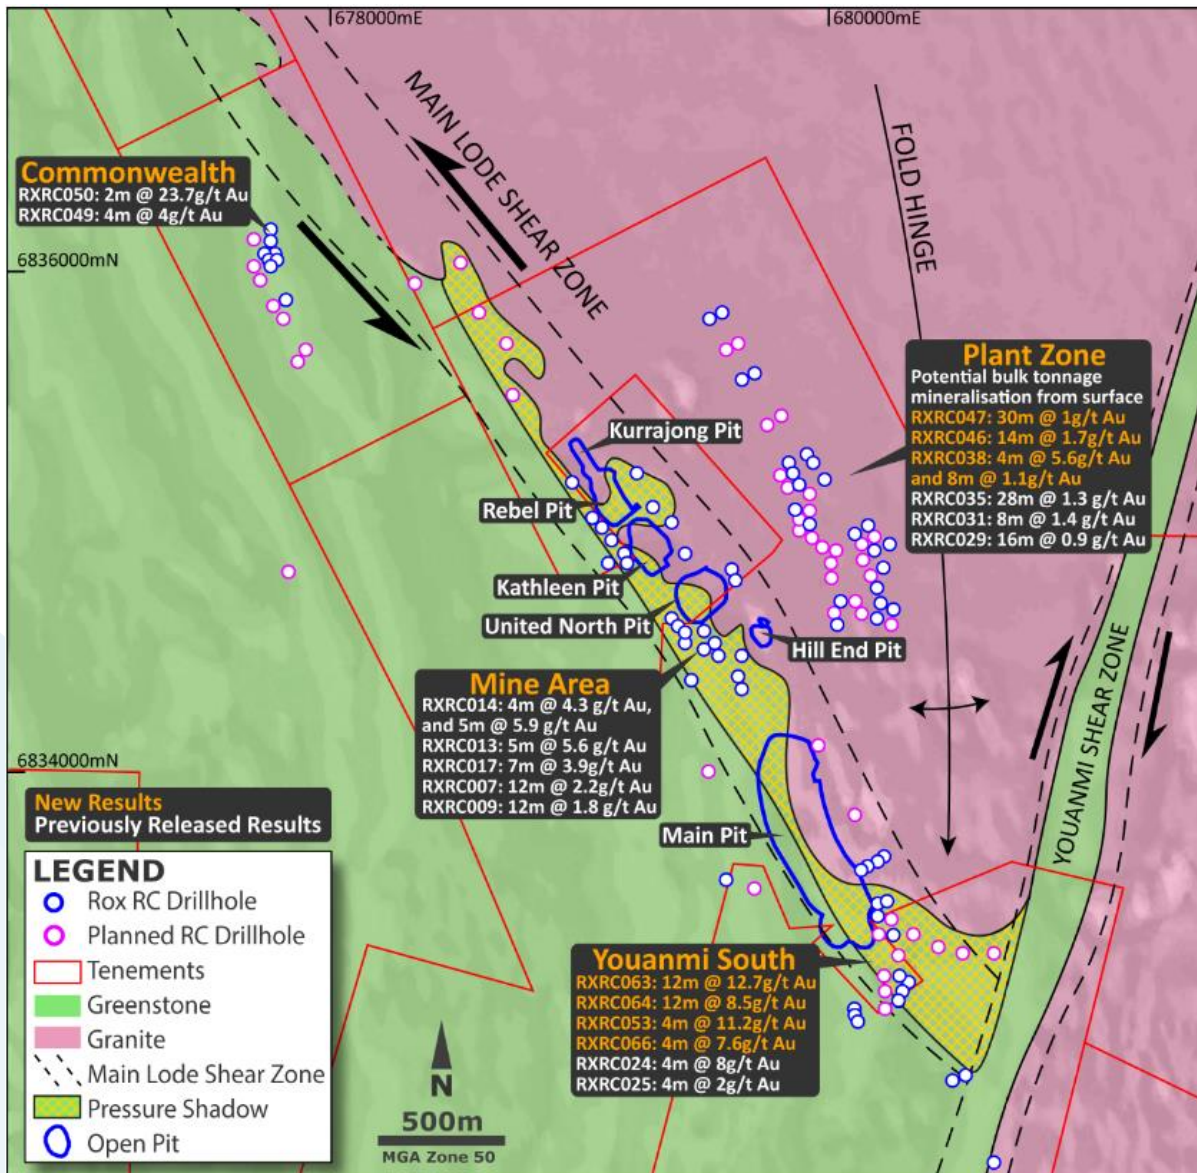 678000mE
680000mE
MAIN LODE SHEAR ZONE
FOLD HINGE
Commonwealth
RXRC050: 2m @ 23.7g/t Au
RXRC049: 4m @ 4g/t Au
6836000mN
Plant Zone
Potential bulk tonnage
mineralisation from surface
RXRC047: 30m @ 1g/t Au
RXRC046: 14m @ 1.7g/t Au
RXRC038: 4m @ 5.6g/t Au
and 8m @ 1.1g/t Au
RXRC035: 28m @ 1.3 g/t Au
RXRC031: 8m @ 1.4 g/t Au
RXRC029: 16m @ 0.9 g/t Au
Kurrajong Pit
Rebel Pit
Kathleen Pit
United North Pit
Hill End Pit
Mine Area
RXRC014: 4m @ 4.3 g/t Au,
and 5m @ 5.9 g/t Au
RXRC013: 5m @ 5.6 g/t Au
RXRC017: 7m @ 3.9g/t Au
RXRC007: 12m @ 2.2g/t Au
RXRC009: 12m @ 1.8 g/t Au
YOUANMI SHEAR ZONE
6834000mN
Main Pit
New Results
Previously Released Results
LEGEND
Rox RC Drillhole
Planned RC Drillhole
Tenements
Greenstone
Granite
Main Lode Shear Zone
Pressure Shadow
Open Pit
Youanmi South
RXRC063: 12m @ 12.7g/t Au
RXRC064: 12m @ 8.5g/t Au
RXRC053: 4m @ 11.2g/t Au
RXRC066: 4m @ 7.6g/t Au
RXRC024: 4m @ 8g/t Au
RXRC025: 4m @ 2g/t Au
N
500m
MGA Zone 50